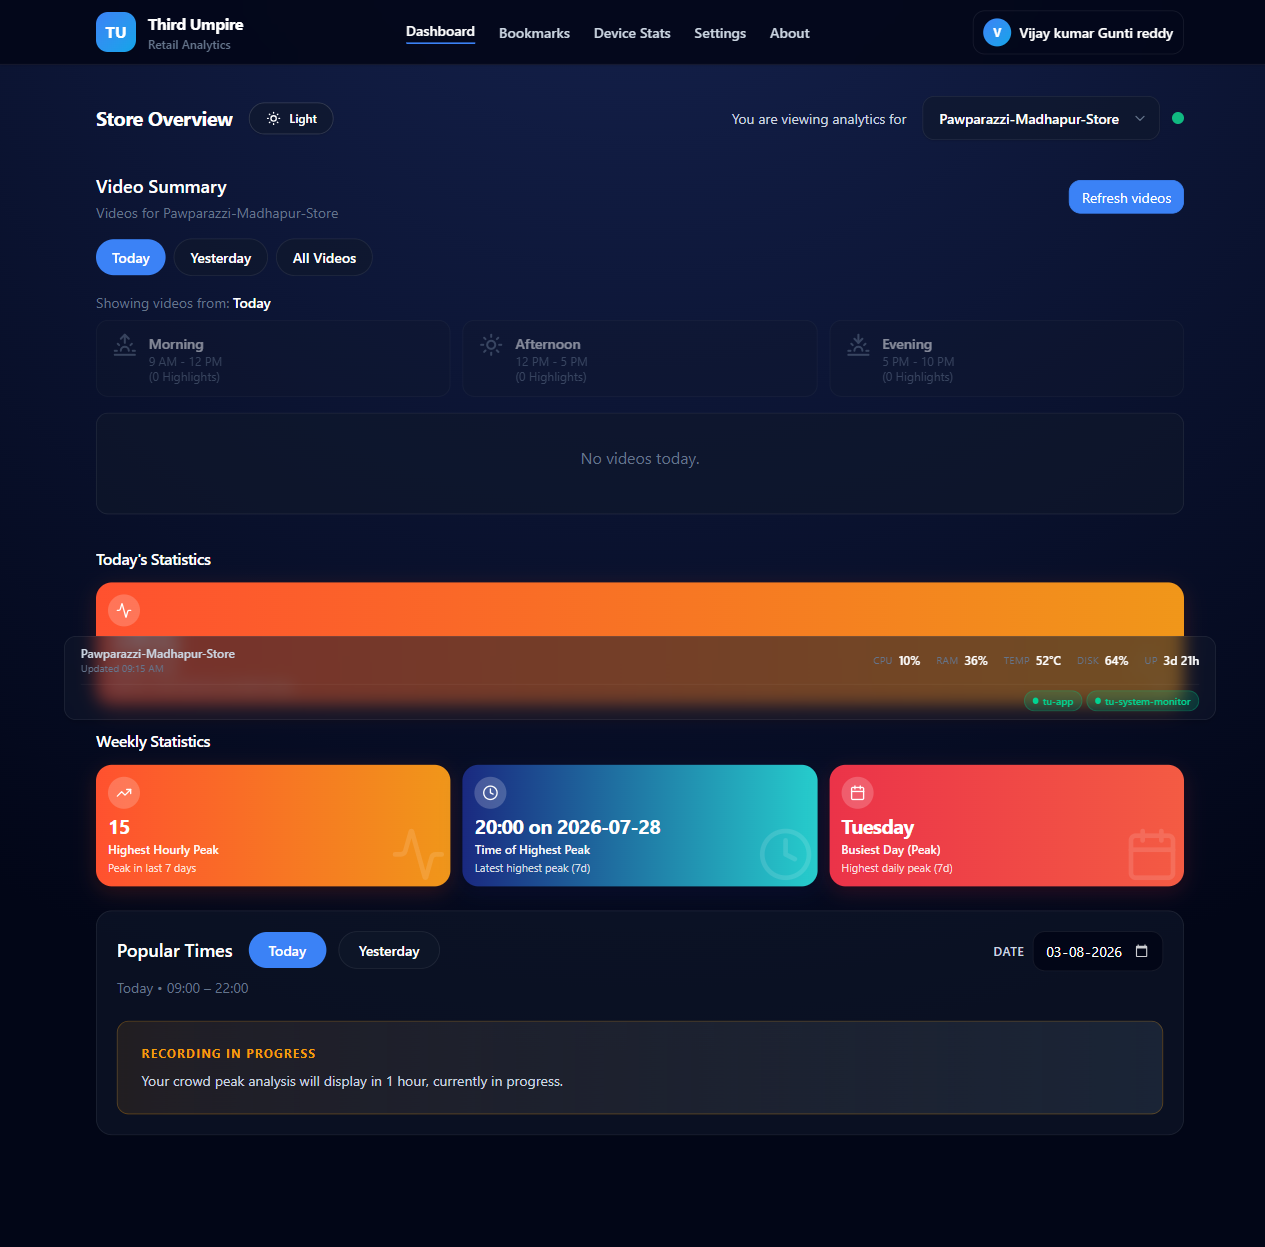 TU
Third Umpire
Retail Analytics
Dashboard
Bookmarks
Device Stats
Settings
About
V
Vijay kumar Gunti reddy
Store Overview
Light
You are viewing analytics for
Pawparazzi-Madhapur-Store
Video Summary
Videos for Pawparazzi-Madhapur-Store
Refresh videos
Today
Yesterday
All Videos
Showing videos from: Today
Morning
9 AM - 12 PM
(0 Highlights)
Afternoon
12 PM - 5 PM
(0 Highlights)
Evening
5 PM - 10 PM
(0 Highlights)
No videos today.
Today's Statistics
Pawparazzi-Madhapur-Store
Updated 09:15 AM
CPU 10%
RAM 36%
TEMP 52°C
DISK 64%
UP 3d 21h
tu-app
tu-system-monitor
Weekly Statistics
15
Highest Hourly Peak
Peak in last 7 days
20:00 on 2026-07-28
Time of Highest Peak
Latest highest peak (7d)
Tuesday
Busiest Day (Peak)
Highest daily peak (7d)
Popular Times
Today
Yesterday
DATE
03-08-2026
Today • 09:00 – 22:00
RECORDING IN PROGRESS
Your crowd peak analysis will display in 1 hour, currently in progress.